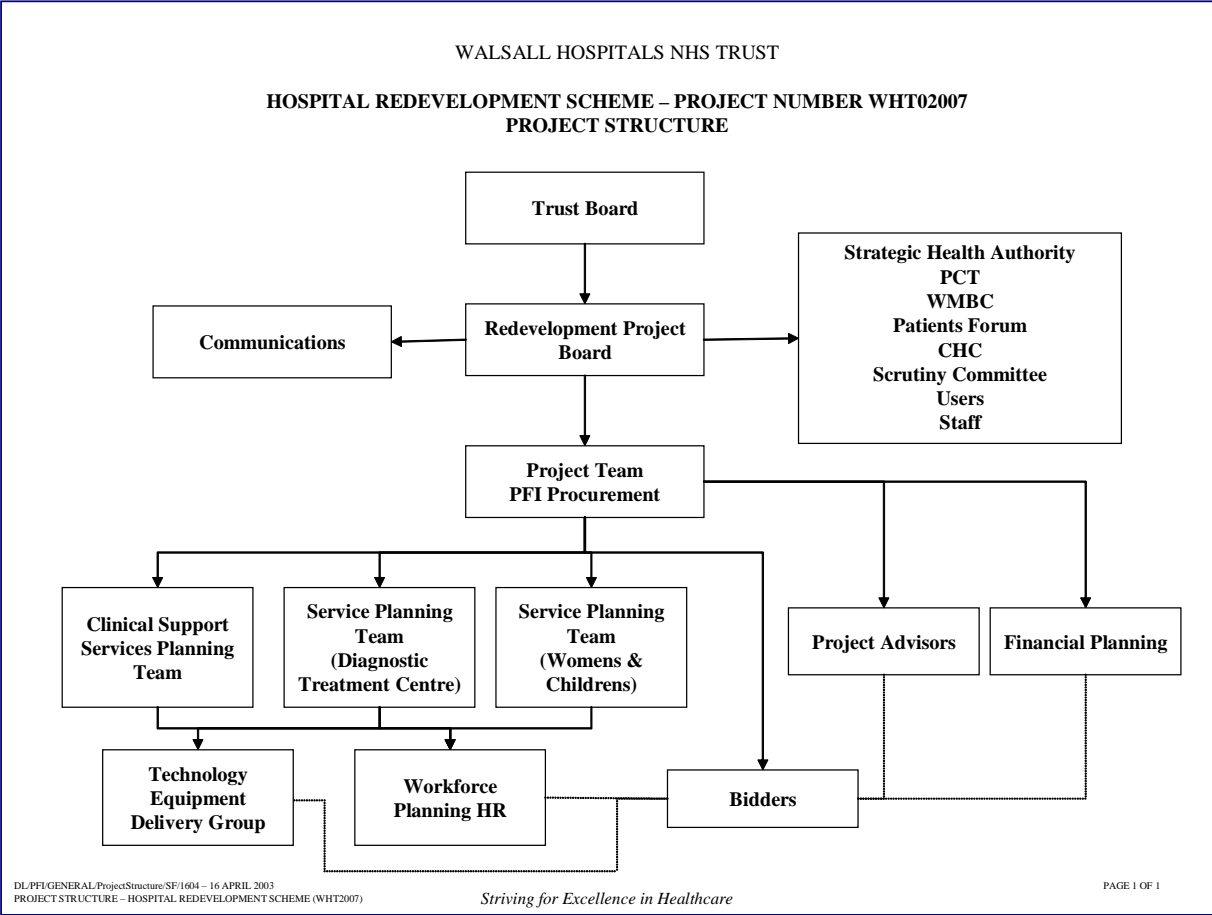 WALSALL HOSPITALS NHS TRUST
HOSPITAL REDEVELOPMENT SCHEME – PROJECT NUMBER WHT02007
PROJECT STRUCTURE
Trust Board
Strategic Health Authority
PCT
WMBC
Patients Forum
CHC
Scrutiny Committee
Users
Staff
Communications
Redevelopment Project
Board
Project Team
PFI Procurement
Clinical Support
Services Planning
Team
Service Planning
Team
(Diagnostic
Treatment Centre)
Service Planning
Team
(Womens &
Childrens)
Project Advisors
Financial Planning
Technology
Equipment
Delivery Group
Workforce
Planning HR
Bidders
DL/PFI/GENERAL/ProjectStructure/SF/1604 – 16 APRIL 2003
PROJECT STRUCTURE – HOSPITAL REDEVELOPMENT SCHEME (WHT2007)
Striving for Excellence in Healthcare
PAGE 1 OF 1